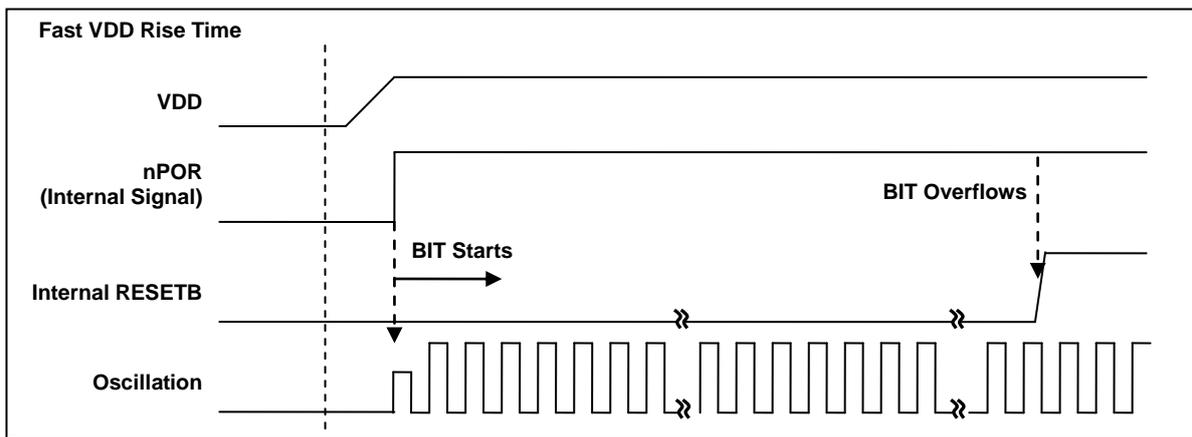 Fast VDD Rise Time
VDD
nPOR
(Internal Signal)
BIT Overflows
BIT Starts
Internal RESETB
Oscillation